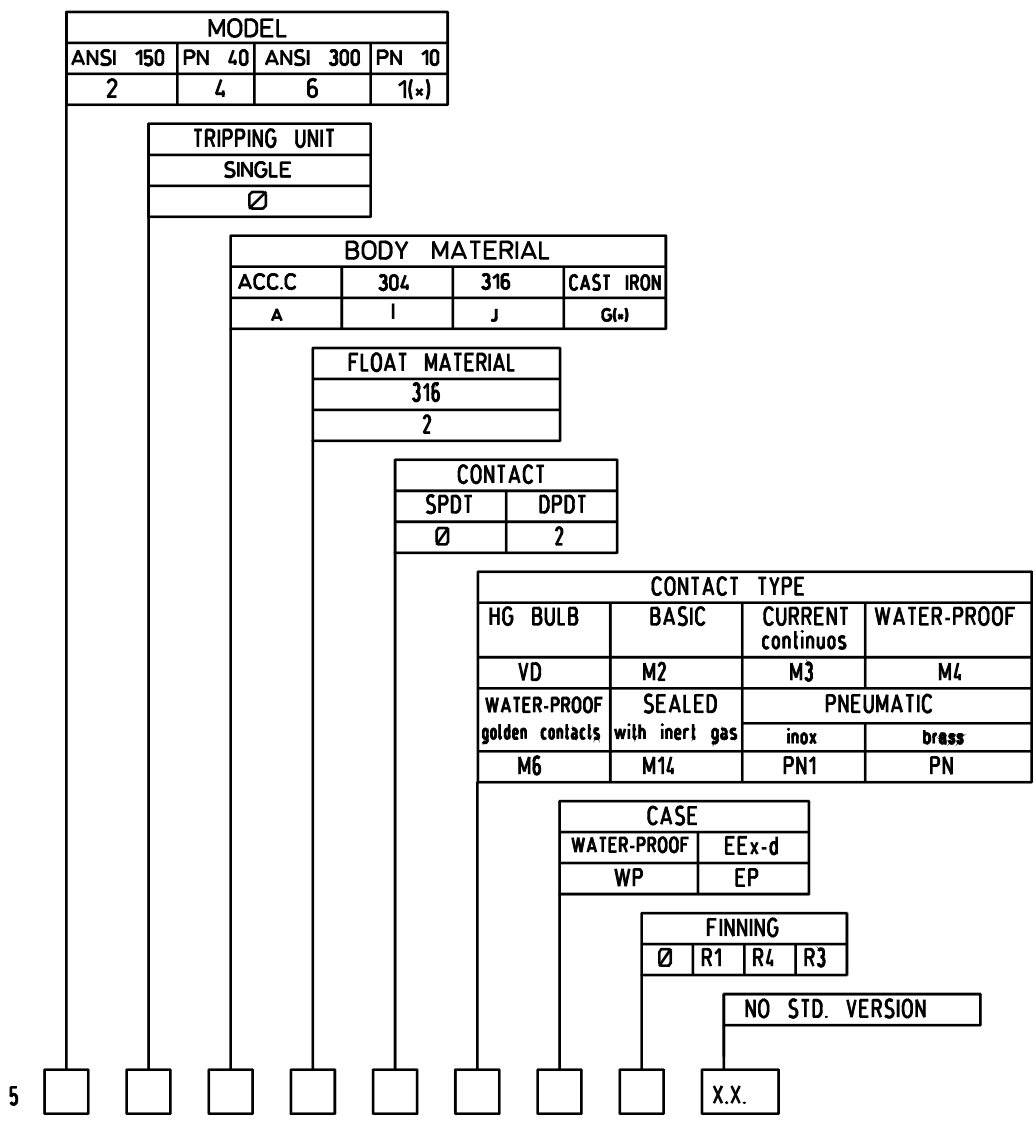 MODEL
ANSI 150 PN 40 ANSI 300 PN 10
2 4 6 1(*)
TRIPPING UNIT
SINGLE
Ø
BODY MATERIAL
ACC.C 304 316 CAST IRON
A I J G(*)
FLOAT MATERIAL
316
2
CONTACT
SPDT DPDT
Ø 2
CONTACT TYPE
HG BULB BASIC CURRENT WATER-PROOF
continuos
VD M2 M3 M4
WATER-PROOF SEALED PNEUMATIC
golden contacts with inert gas inox brass
M6 M14 PN1 PN
CASE
WATER-PROOF EEx-d
WP EP
FINNING
Ø R1 R4 R3
NO STD. VERSION
5 X.X.